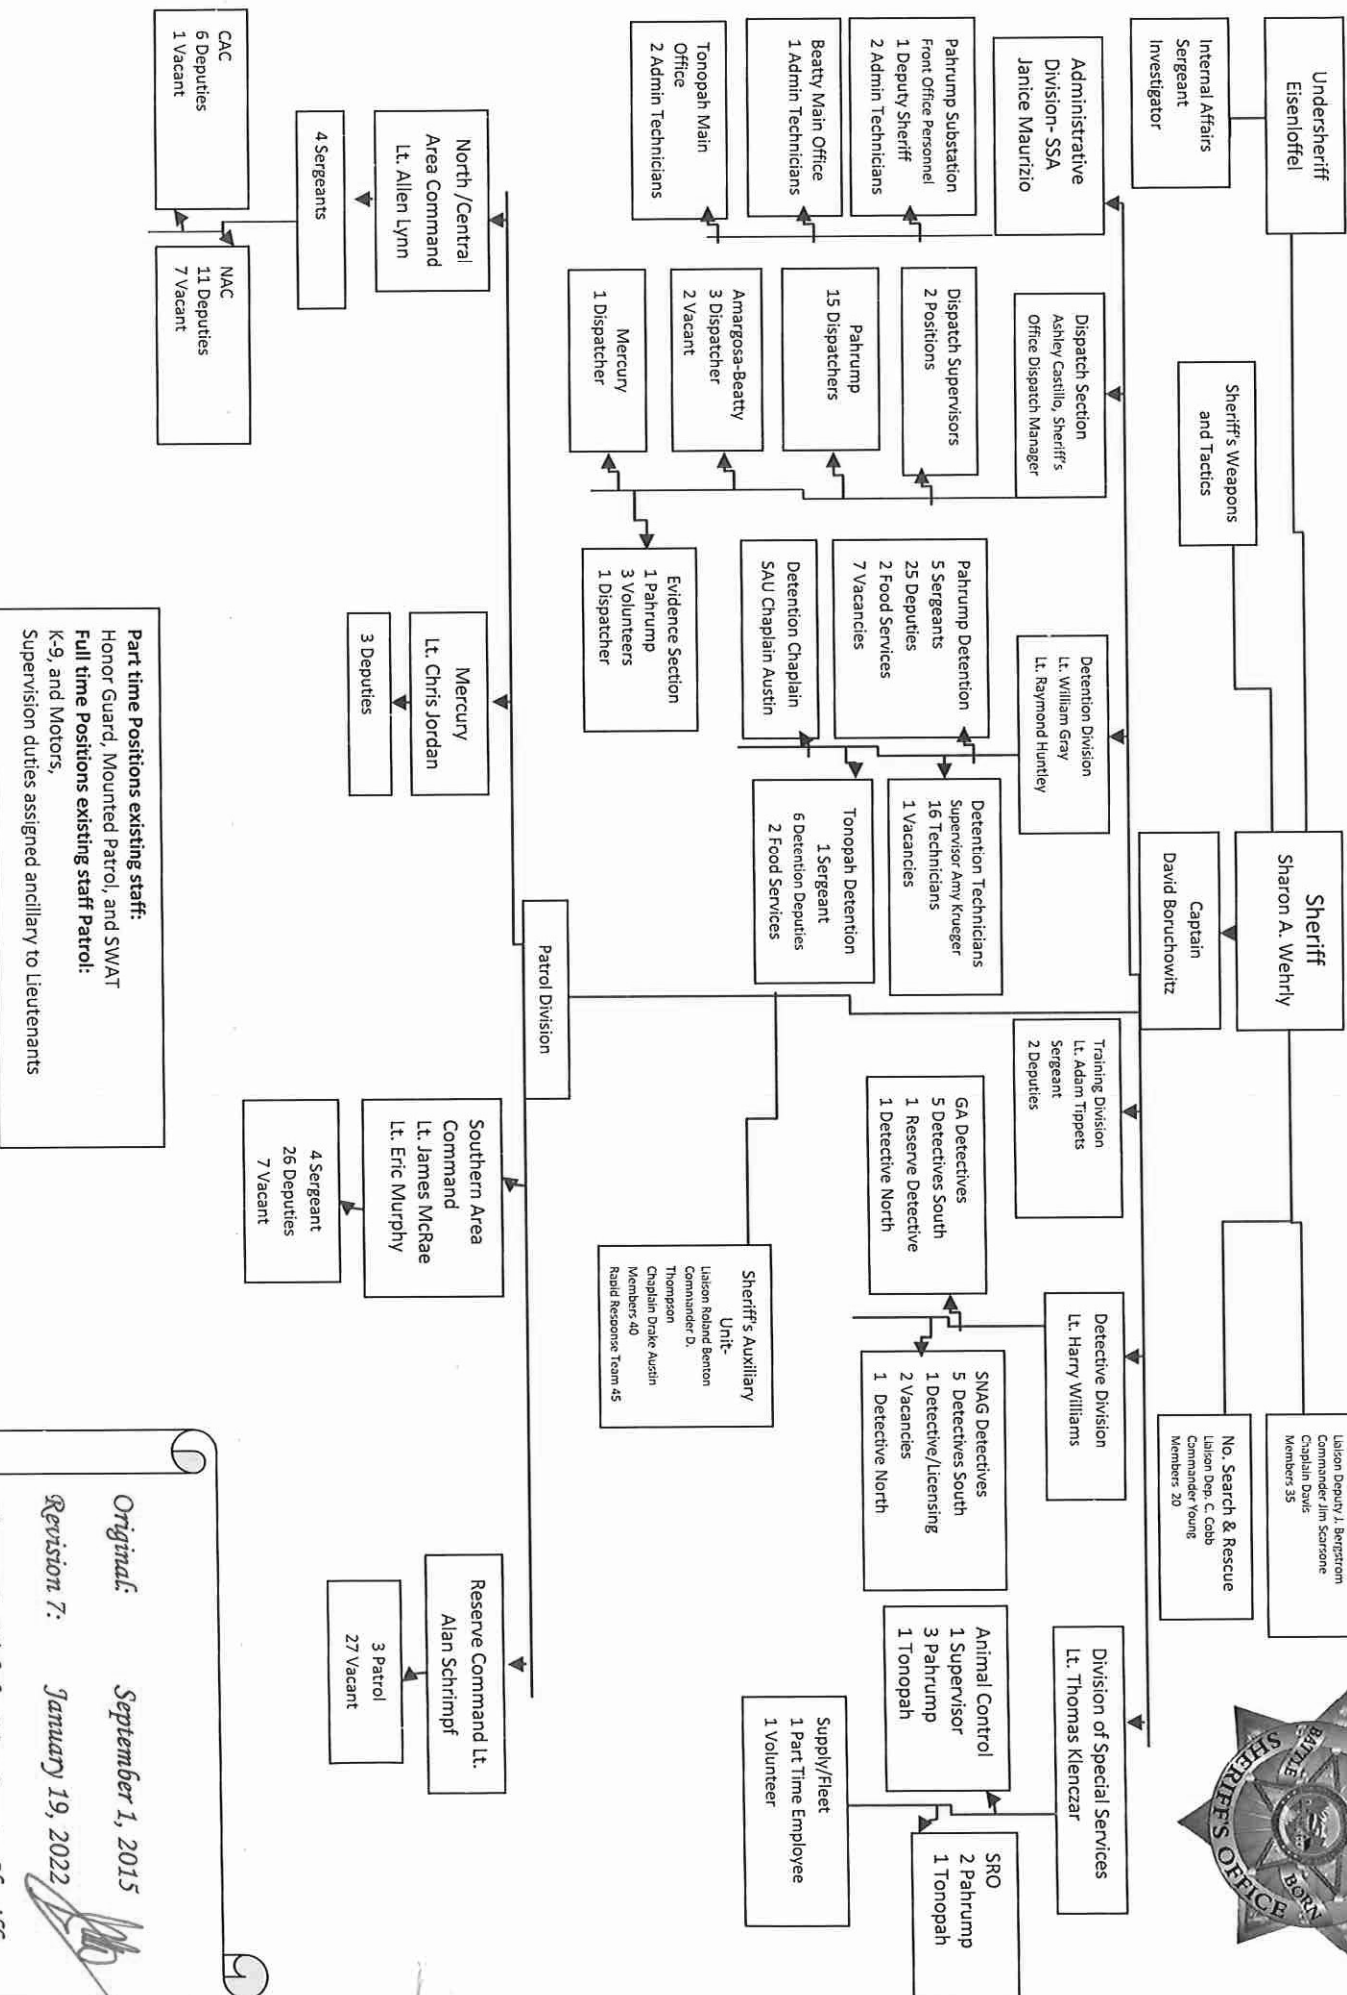 Undersheriff
Eisenloffel
Internal Affairs
Sergeant
Investigator
Sheriff's Weapons
and Tactics
Sheriff
Sharon A. Wehrly
Captain
David Boruchowitz
Liaison Deputy J. Bergstrom
Commander Jim Scarsone
Chaplain Davis
Members 35
No. Search & Rescue
Liaison Dep. C. Cobb
Commander Young
Members 20
BATTLE
BORN
SHERIFF'S OFFICE
Administrative
Division- SSA
Janice Maurizio
Pahrump Substation
Front Office Personnel
1 Deputy Sheriff
2 Admin Technicians
Beatty Main Office
1 Admin Technicians
Tonopah Main
Office
2 Admin Technicians
Dispatch Section
Ashley Castillo, Sheriff's
Office Dispatch Manager
Dispatch Supervisors
2 Positions
Pahrump
15 Dispatchers
Amargosa-Beatty
3 Dispatcher
2 Vacant
Mercury
1 Dispatcher
Evidence Section
1 Pahrump
3 Volunteers
1 Dispatcher
Detention Division
Lt. William Gray
Lt. Raymond Huntley
Pahrump Detention
5 Sergeants
25 Deputies
2 Food Services
7 Vacancies
Detention Chaplain
SAU Chaplain Austin
Detention Technicians
Supervisor Amy Krueger
16 Technicians
1 Vacancies
Tonopah Detention
1 Sergeant
6 Detention Deputies
2 Food Services
Training Division
Lt. Adam Tippets
Sergeant
2 Deputies
Detective Division
Lt. Harry Williams
GA Detectives
5 Detectives South
1 Reserve Detective
1 Detective North
SNAG Detectives
5 Detectives South
1 Detective/Licensing
2 Vacancies
1 Detective North
Division of Special Services
Lt. Thomas Klenczar
Animal Control
1 Supervisor
3 Pahrump
1 Tonopah
SRO
2 Pahrump
1 Tonopah
Supply/Fleet
1 Part Time Employee
1 Volunteer
Sheriff's Auxiliary
Unit-
Liaison Roland Benton
Commander D.
Thompson
Chaplain Drake Austin
Members 40
Rapid Response Team 45
Patrol Division
North /Central
Area Command
Lt. Allen Lynn
4 Sergeants
CAC
6 Deputies
1 Vacant
NAC
11 Deputies
7 Vacant
Mercury
Lt. Chris Jordan
3 Deputies
Southern Area
Command
Lt. James McRae
Lt. Eric Murphy
4 Sergeant
26 Deputies
7 Vacant
Reserve Command Lt.
Alan Schrimpf
3 Patrol
27 Vacant
Part time Positions existing staff:
Honor Guard, Mounted Patrol, and SWAT
Full time Positions existing staff Patrol:
K-9, and Motors,
Supervision duties assigned ancillary to Lieutenants
Original: September 1, 2015
Revision 7: January 19, 2022